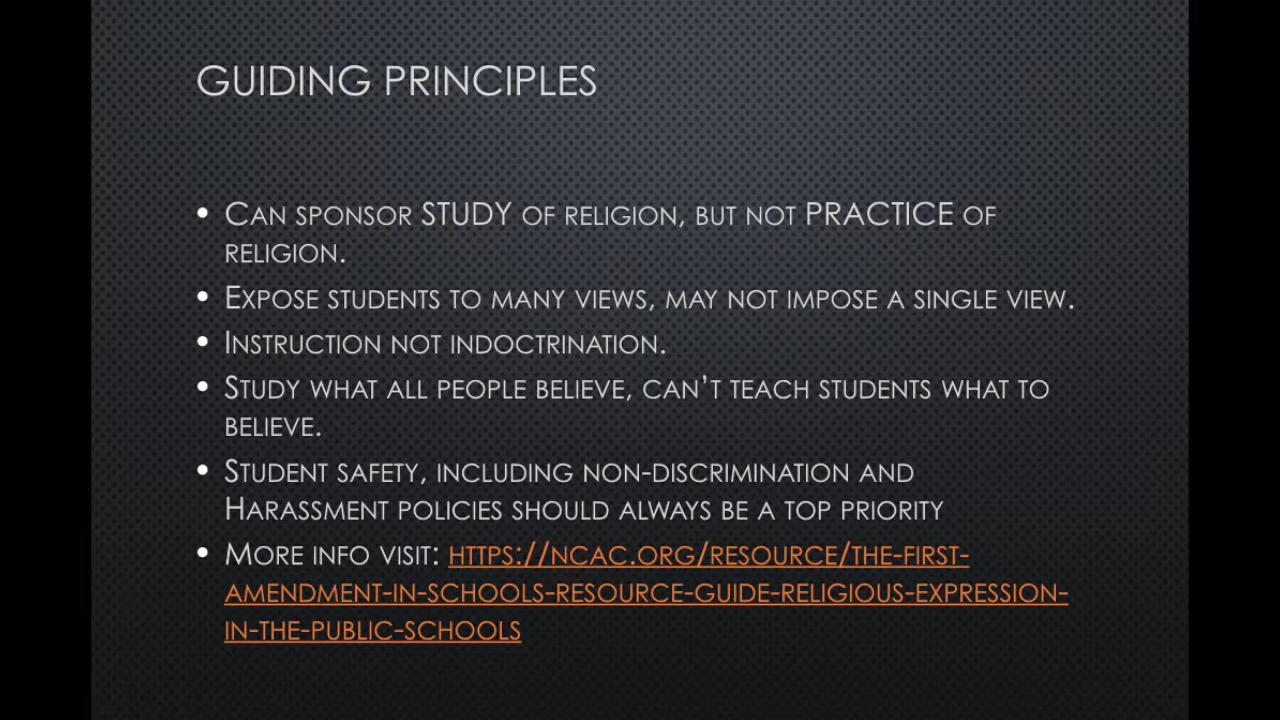 GUIDING PRINCIPLES
• CAN SPONSOR STUDY OF RELIGION, BUT NOT PRACTICE OF
RELIGION.
• EXPOSE STUDENTS TO MANY VIEWS, MAY NOT IMPOSE A SINGLE VIEW.
• INSTRUCTION NOT INDOCTRINATION.
• STUDY WHAT ALL PEOPLE BELIEVE, CAN'T TEACH STUDENTS WHAT TO
BELIEVE.
• STUDENT SAFETY, INCLUDING NON-DISCRIMINATION AND
HARASSMENT POLICIES SHOULD ALWAYS BE A TOP PRIORITY
• MORE INFO VISIT: HTTPS://NCAC.ORG/RESOURCE/THE-FIRST-
AMENDMENT-IN-SCHOOLS-RESOURCE-GUIDE-RELIGIOUS-EXPRESSION-
IN-THE-PUBLIC-SCHOOLS